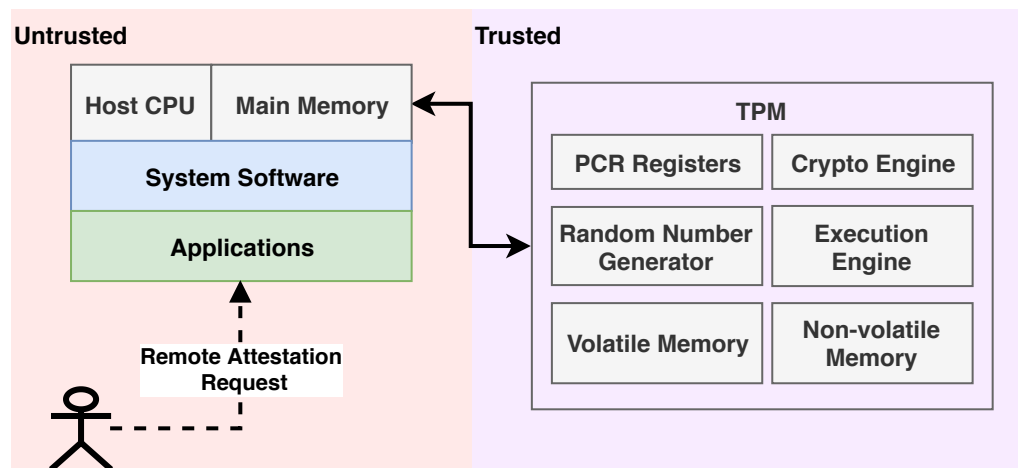 Untrusted
Trusted
Host CPU
Main Memory
System Software
Applications
Remote Attestation
Request
TPM
PCR Registers
Crypto Engine
Random Number
Generator
Execution
Engine
Volatile Memory
Non-volatile
Memory